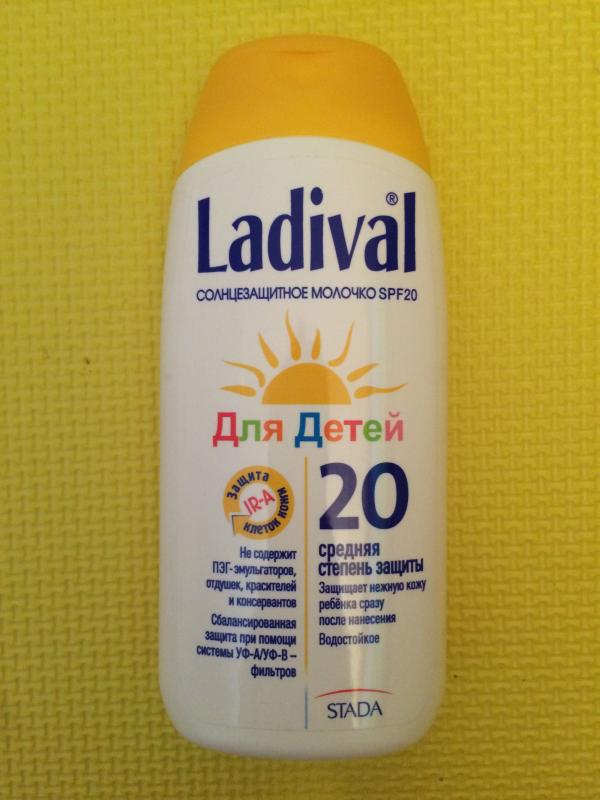 Ladival®
СОЛНЦЕЗАЩИТНОЕ МОЛОЧКО SPF20
Для Детей
Защита
IR-A
клеток кожи
Не содержит
ПЭГ-эмульгаторов,
отдушек, красителей
и консервантов
Сбалансированная
защита при помощи
системы УФ-А/УФ-В –
фильтров
20
средняя
степень защиты
Защищает нежную кожу
ребёнка сразу
после нанесения
Водостойкое
STADA